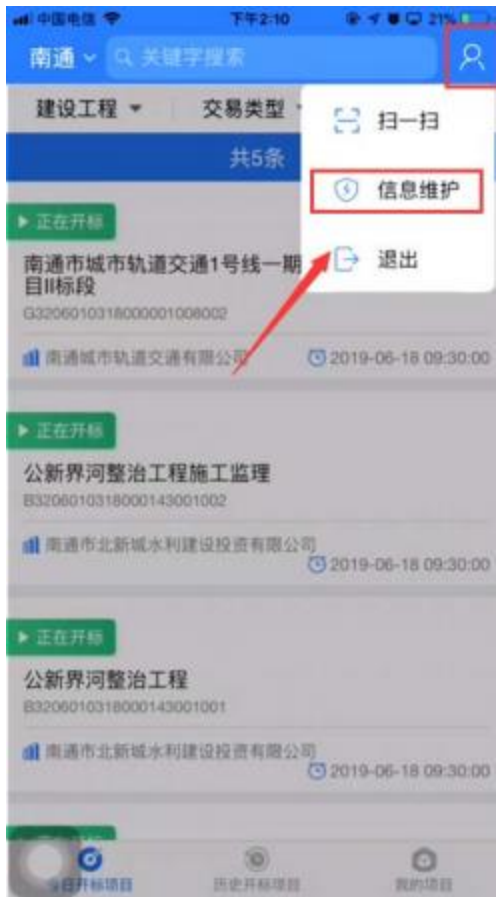 中国电信
下午2:10
21%
南通
关键字搜索
建设工程
交易类型
扫一扫
共5条
信息维护
正在开标
退出
南通市城市轨道交通1号线一期
目II标段
G3206010318000001008002
南通城市轨道交通有限公司
2019-06-18 09:30:00
正在开标
公新界河整治工程施工监理
B3206010318000143001002
南通市北新城水利建设投资有限公司
2019-06-18 09:30:00
正在开标
公新界河整治工程
B3206010318000143001001
南通市北新城水利建设投资有限公司
2019-06-18 09:30:00
日开标项目
历史开标项目
我的项目